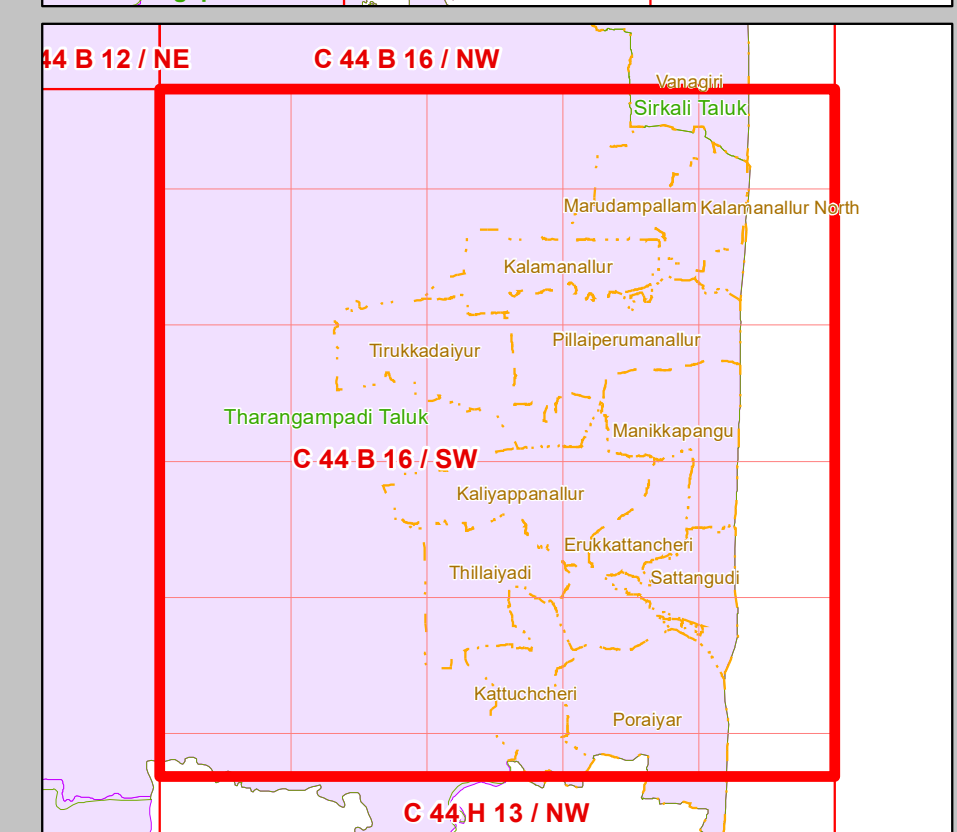 44 B 12 / NE
C 44 B 16 / NW
Vanagiri
Sirkali Taluk
Marudampallam
Kalamanallur North
Kalamanallur
Pillaiperumanallur
Tirukkadaiyur
Tharangampadi Taluk
Manikkapangu
C 44 B 16 / SW
Kaliyappanallur
Erukkattancheri
Thillaiyadi
Sattangudi
Kattuchcheri
Poraiyar
C 44 H 13 / NW